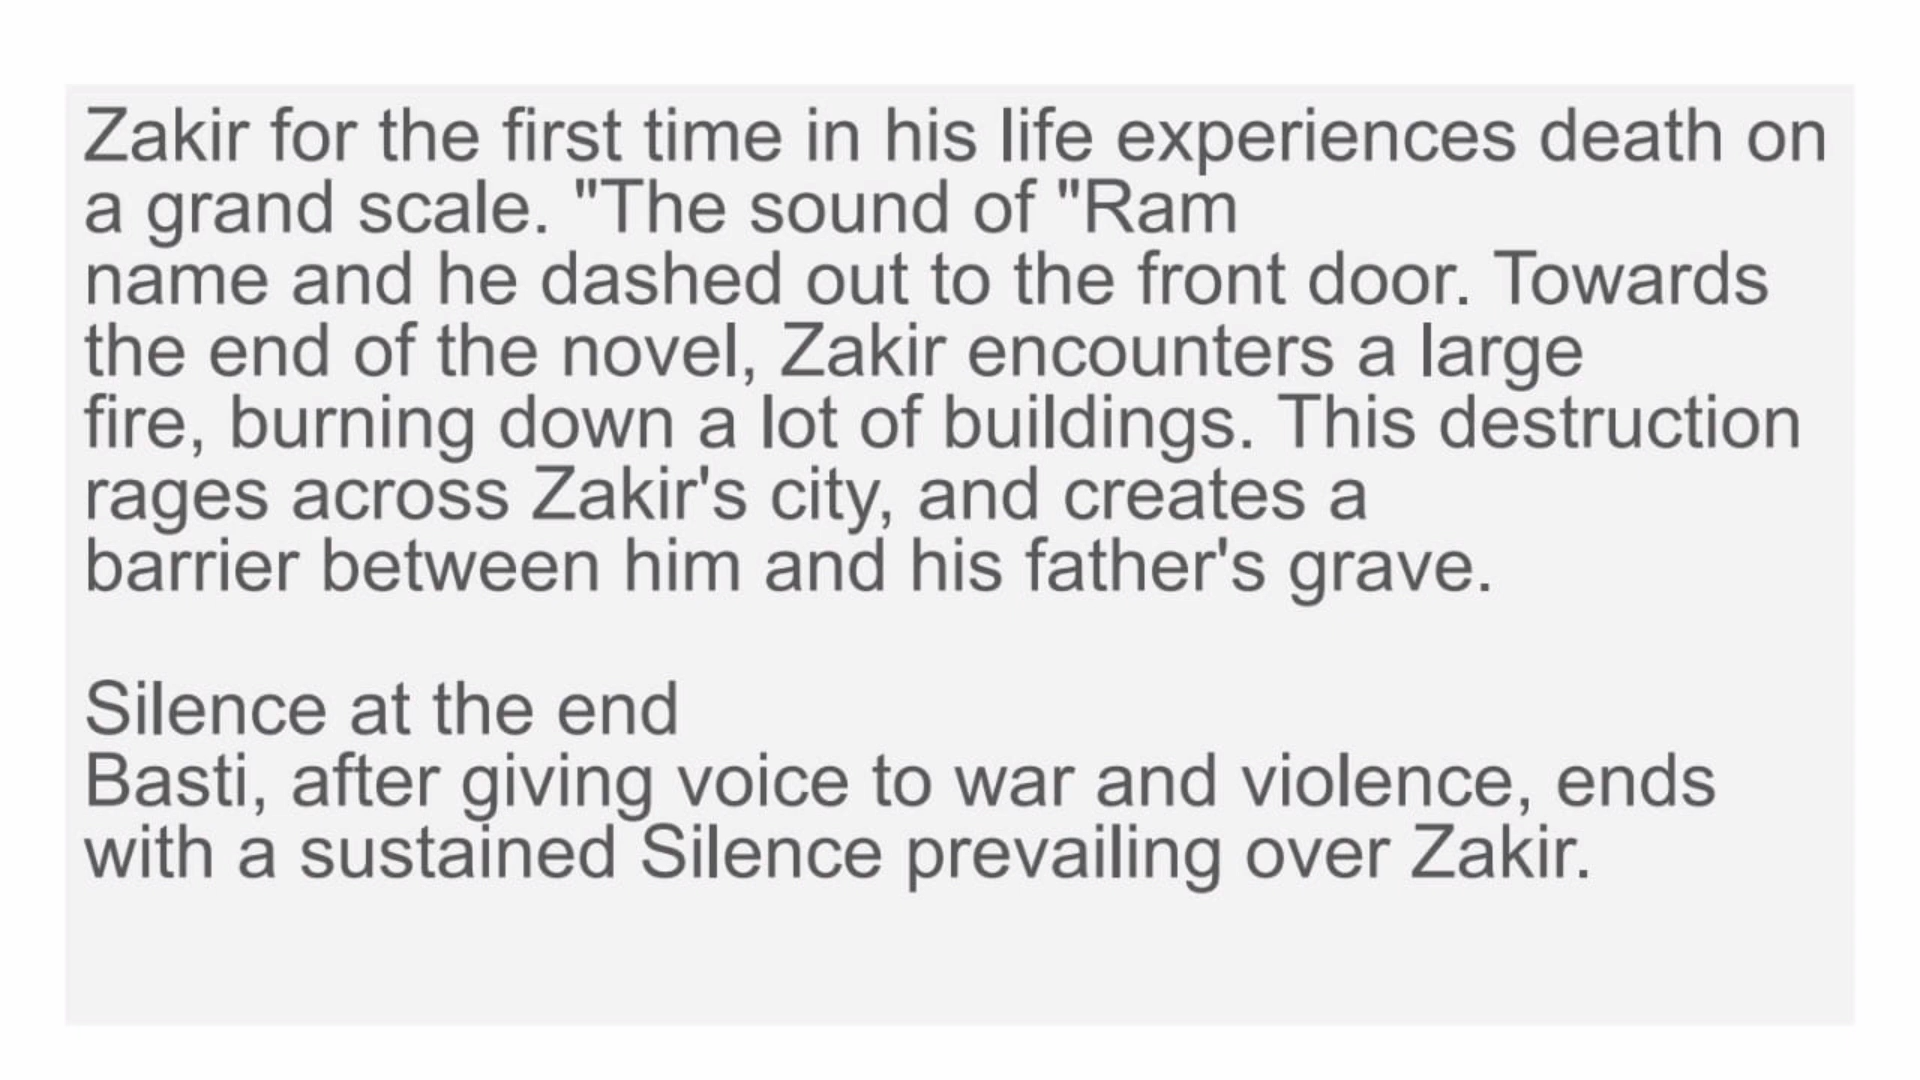 Zakir for the first time in his life experiences death on
a grand scale. "The sound of "Ram
name and he dashed out to the front door. Towards
the end of the novel, Zakir encounters a large
fire, burning down a lot of buildings. This destruction
rages across Zakir's city, and creates a
barrier between him and his father's grave.
Silence at the end
Basti, after giving voice to war and violence, ends
with a sustained Silence prevailing over Zakir.